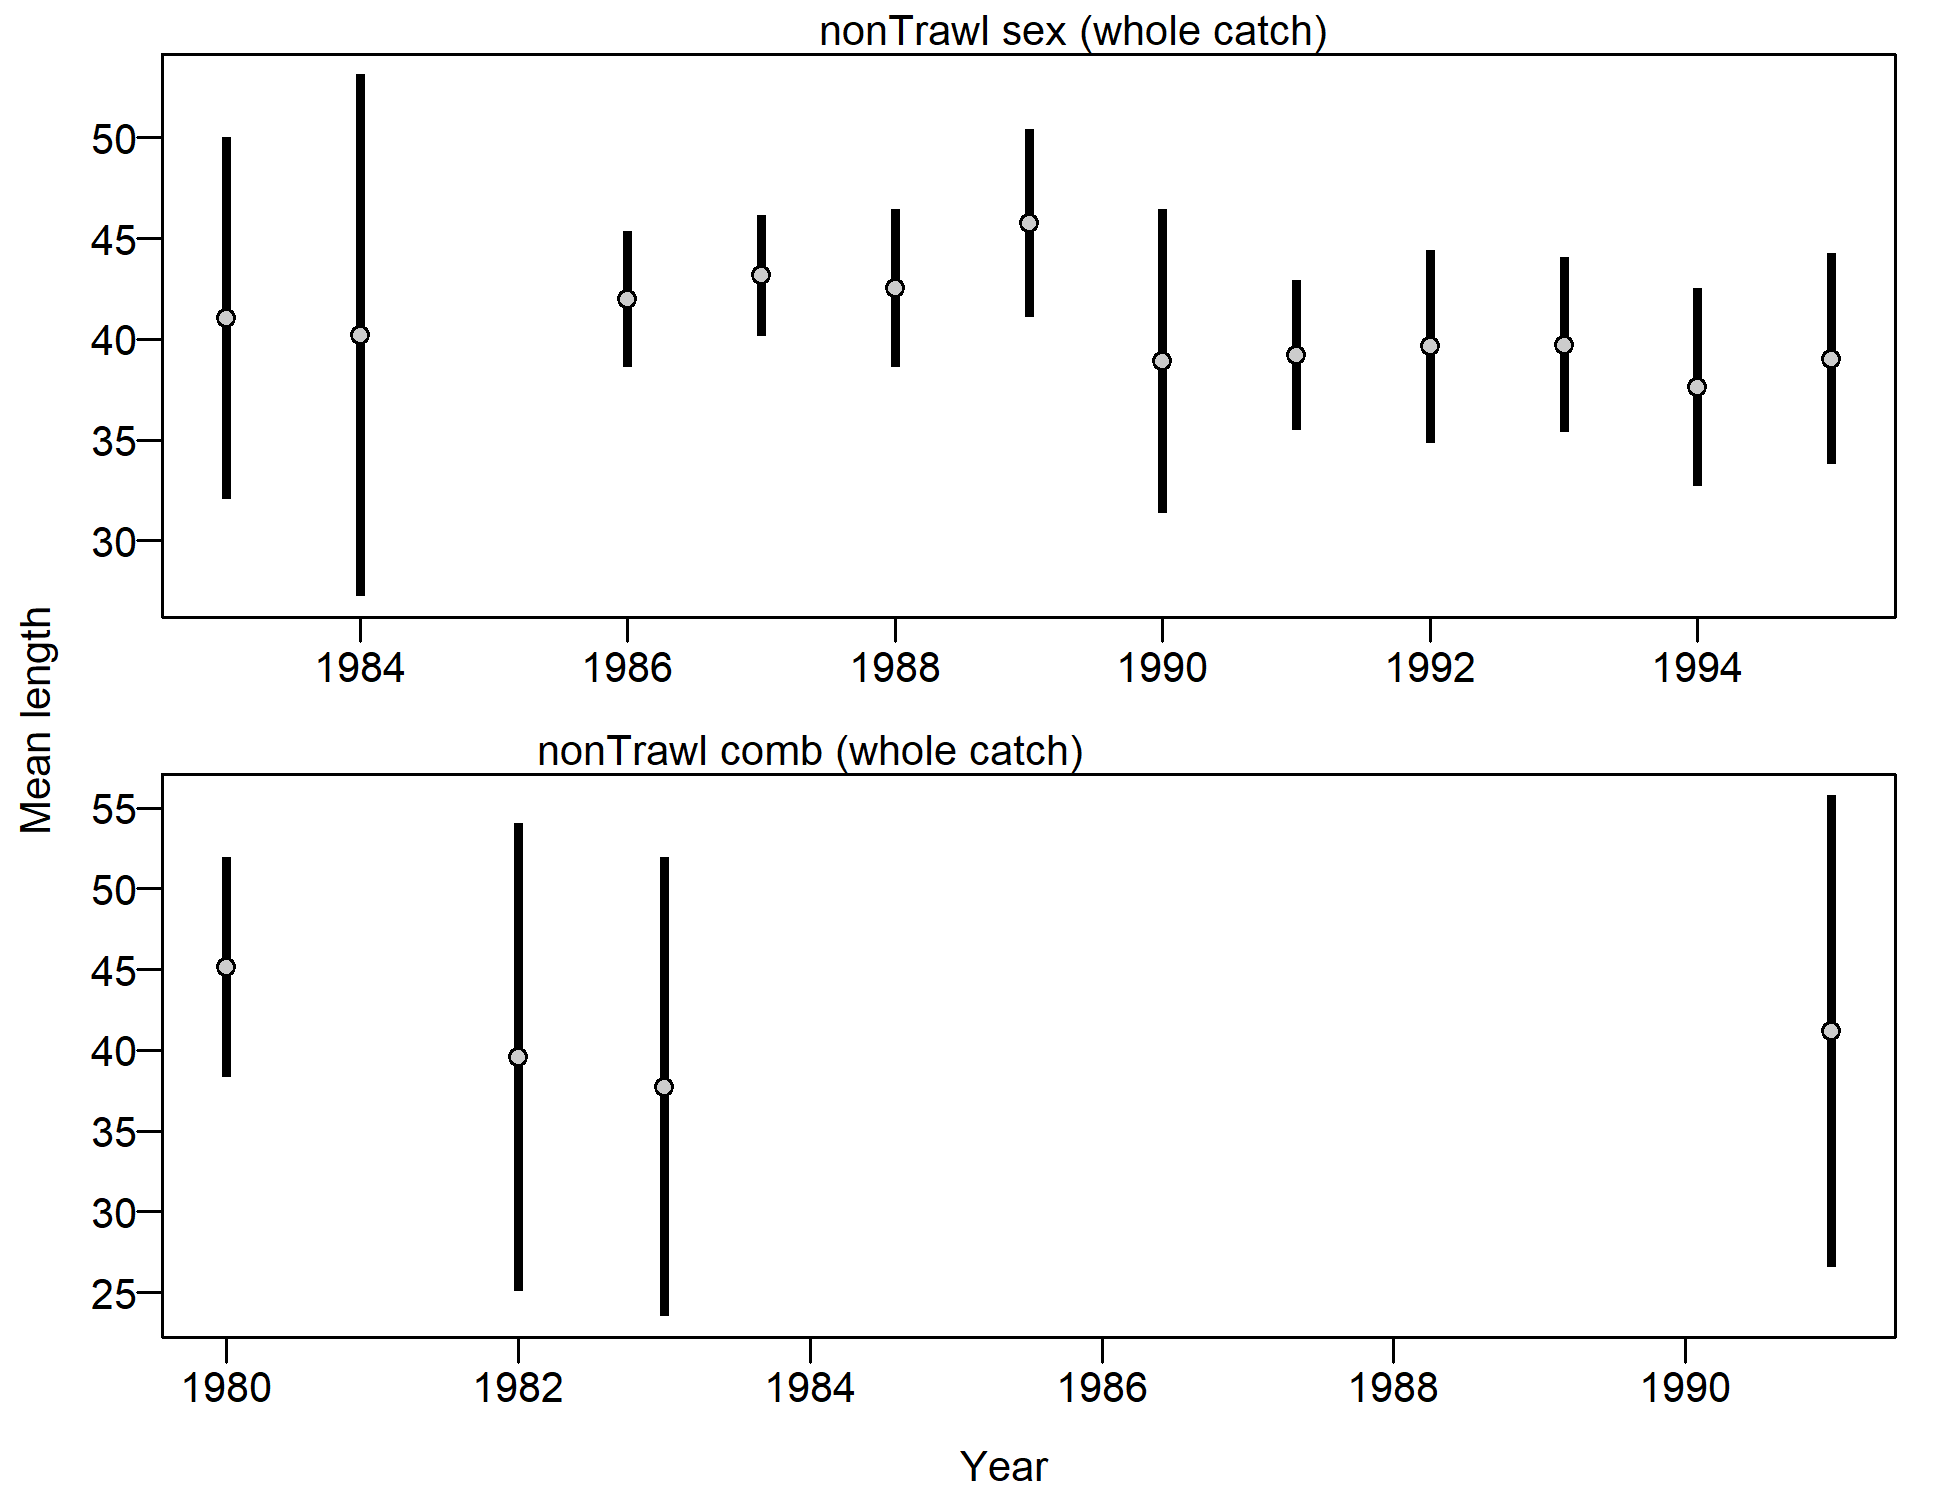 nonTrawl sex (whole catch)
50
45
40
35
30
1984 1986 1988 1990 1992 1994
Mean length
nonTrawl comb (whole catch)
55
50
45
40
35
30
25
1980 1982 1984 1986 1988 1990
Year